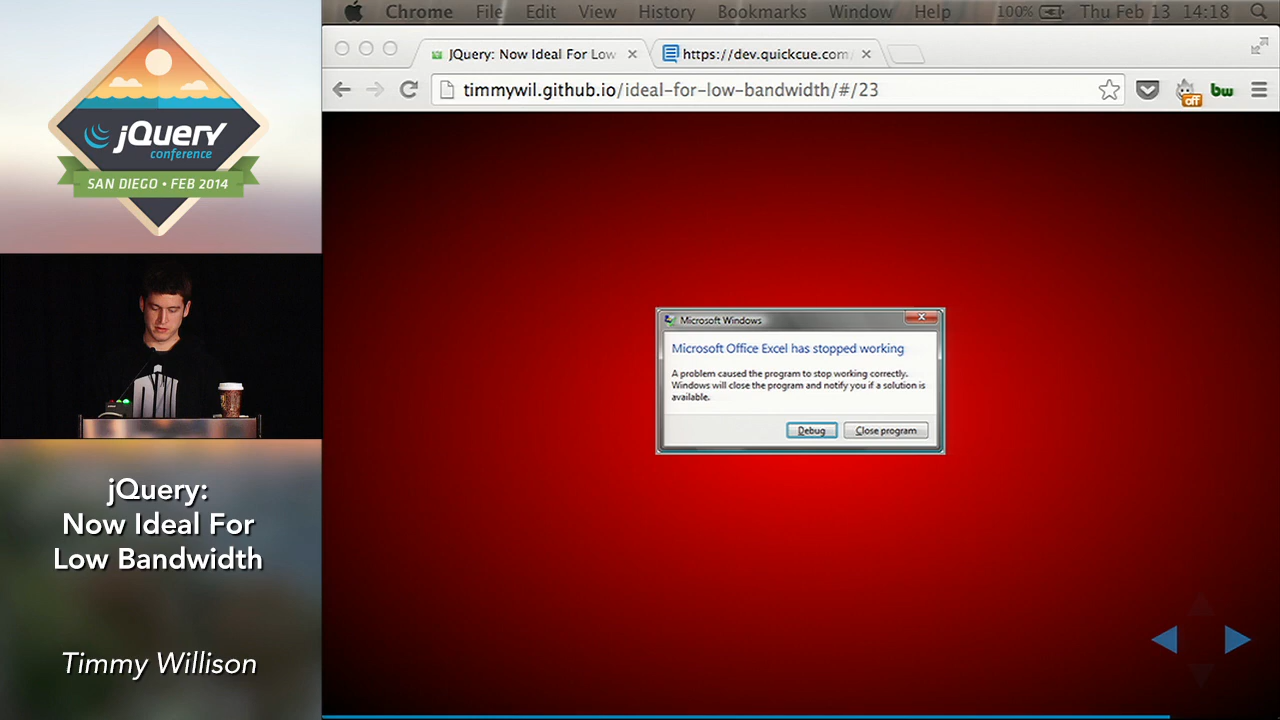 jQuery
conference
SAN DIEGO • FEB 2014
jQuery:
Now Ideal For
Low Bandwidth
Timmy Willison
Chrome File Edit View History Bookmarks Window Help 100% Thu Feb 13 14:18
JQuery: Now Ideal For Low
https://dev.quickcue.com/
timmywil.github.io/ideal-for-low-bandwidth/#/23
off
bw
Microsoft Windows
Microsoft Office Excel has stopped working
A problem caused the program to stop working correctly.
Windows will close the program and notify you if a solution is
available.
Debug
Close program